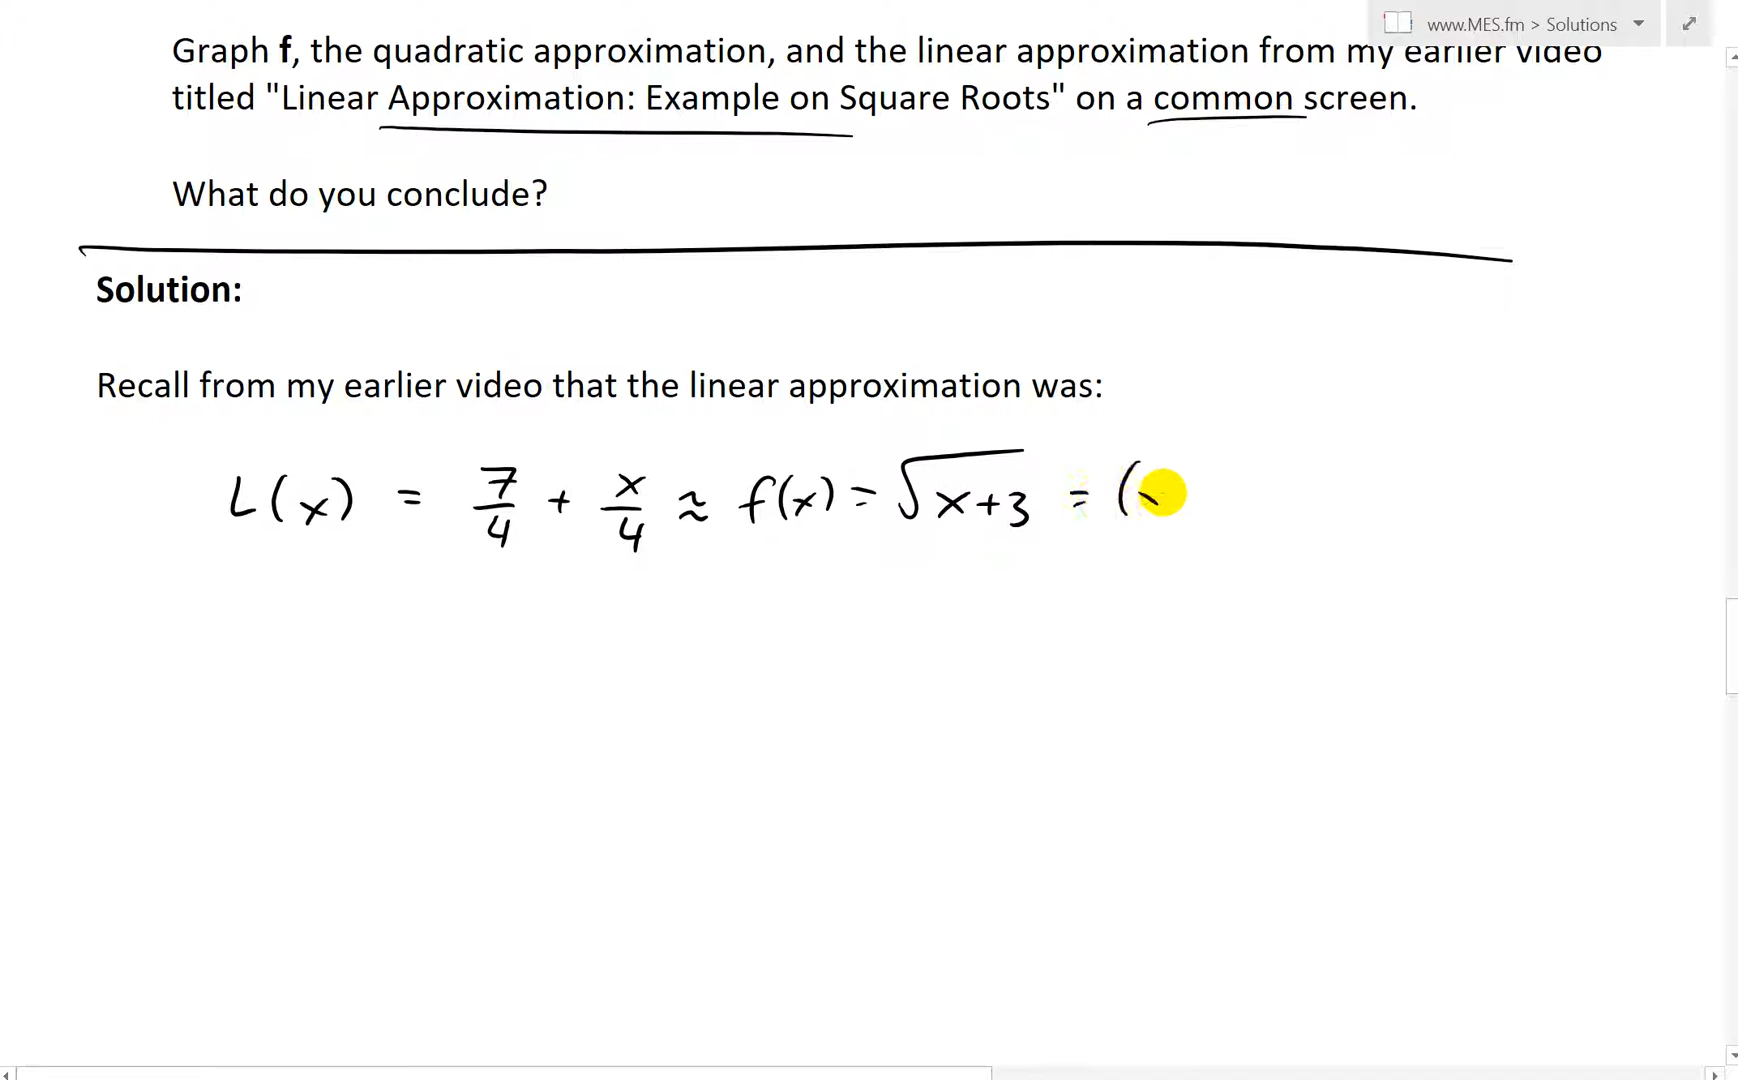 www.MES.fm > Solutions
Graph f, the quadratic approximation, and the linear approximation from my earlier video
titled "Linear Approximation: Example on Square Roots" on a common screen.
What do you conclude?
Solution:
Recall from my earlier video that the linear approximation was:
L(x) = 7/4 + x/4 ≈ f(x) = √x+3 = (